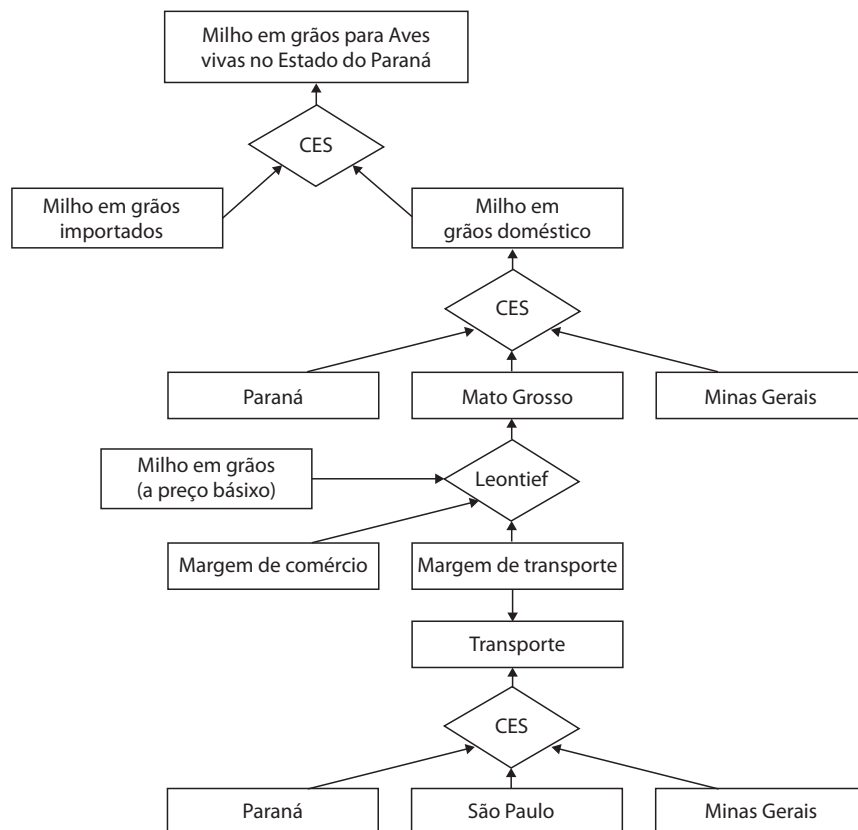 Milho em grãos para Aves
vivas no Estado do Paraná
CES
Milho em grãos
importados
Milho em
grãos doméstico
CES
Paraná
Mato Grosso
Minas Gerais
Milho em grãos
(a preço básixo)
Leontief
Margem de comércio
Margem de transporte
Transporte
CES
Paraná
São Paulo
Minas Gerais